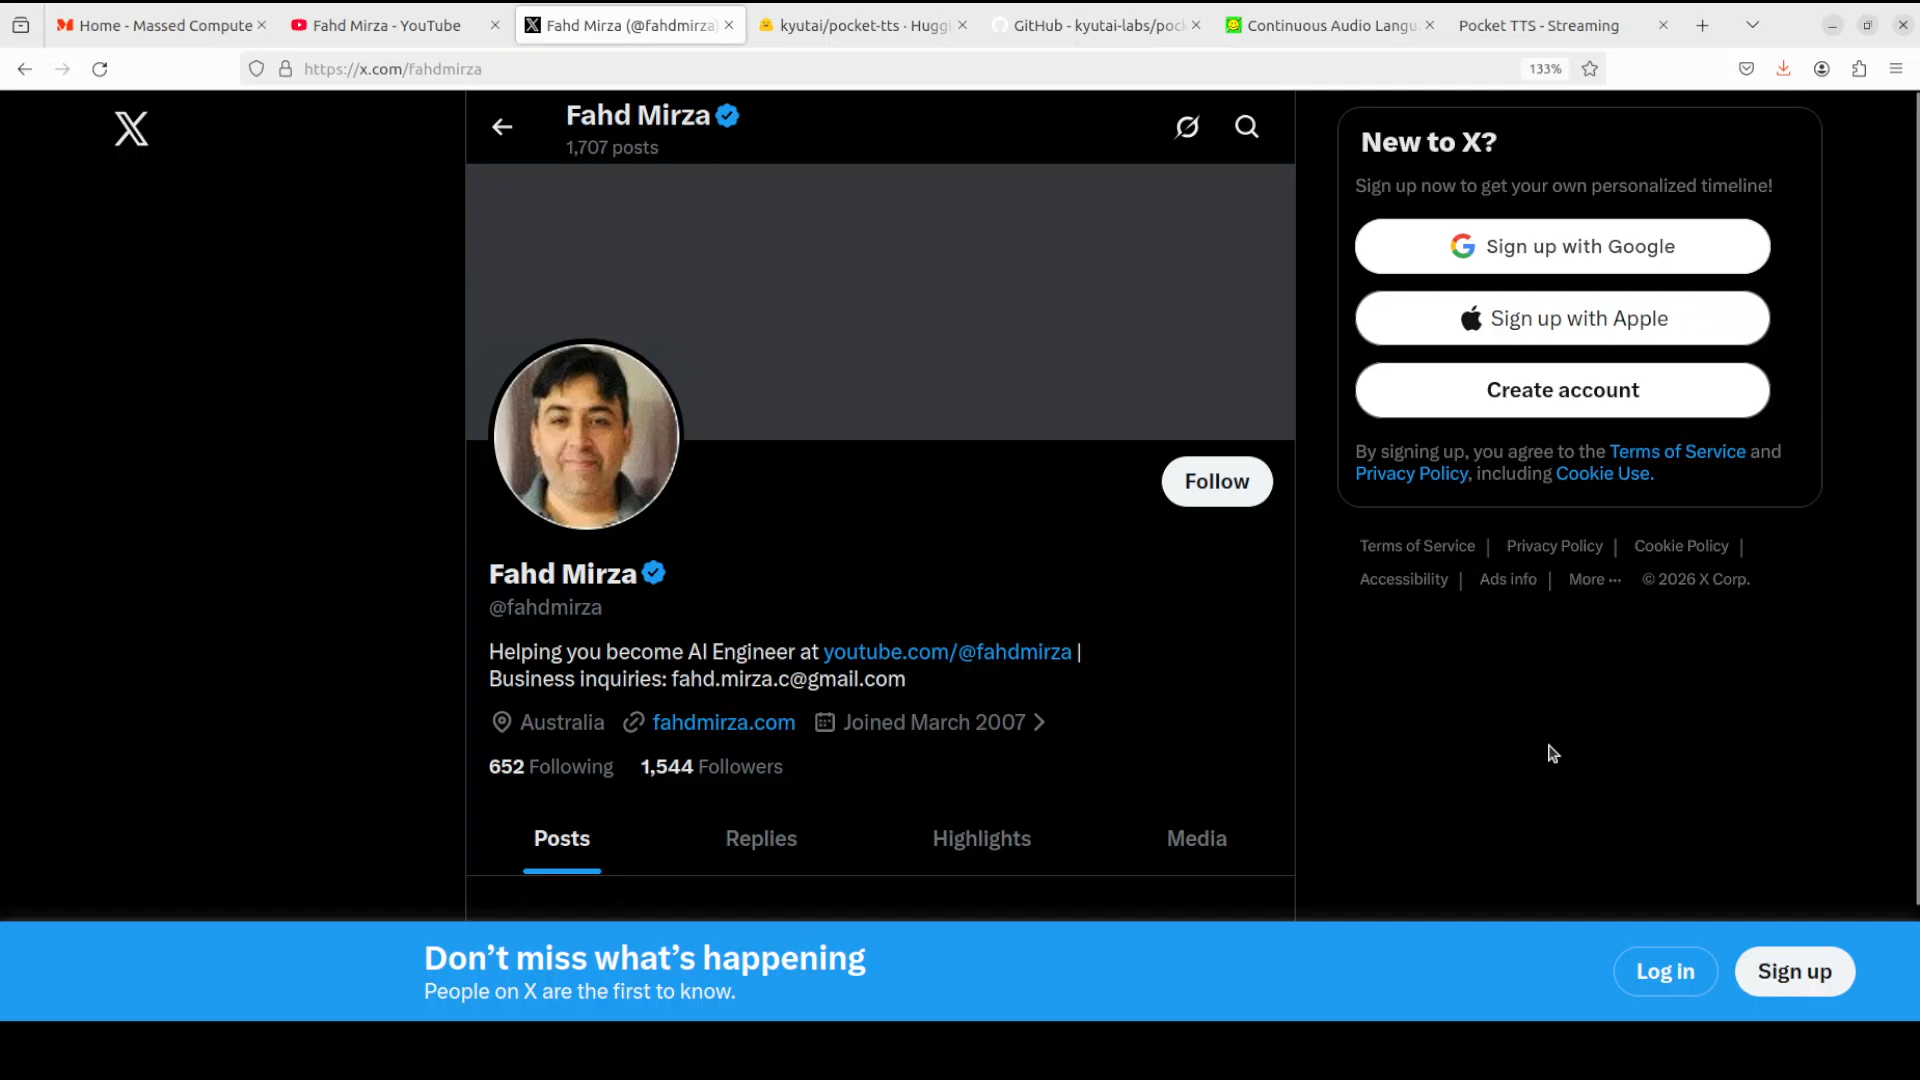 Home - Massed Compute
Fahd Mirza - YouTube
Fahd Mirza (@fahdmirza)
kyutai/pocket-tts · Huggi
GitHub - kyutai-labs/pock
Continuous Audio Langu
Pocket TTS - Streaming
https://x.com/fahdmirza
133%
Fahd Mirza
1,707 posts
Follow
Fahd Mirza
@fahdmirza
Helping you become AI Engineer at youtube.com/@fahdmirza |
Business inquiries: fahd.mirza.c@gmail.com
Australia fahdmirza.com Joined March 2007
652 Following 1,544 Followers
Posts Replies Highlights Media
New to X?
Sign up now to get your own personalized timeline!
Sign up with Google
Sign up with Apple
Create account
By signing up, you agree to the Terms of Service and
Privacy Policy, including Cookie Use.
Terms of Service | Privacy Policy | Cookie Policy |
Accessibility | Ads info | More ··· © 2026 X Corp.
Don’t miss what’s happening
People on X are the first to know.
Log in
Sign up